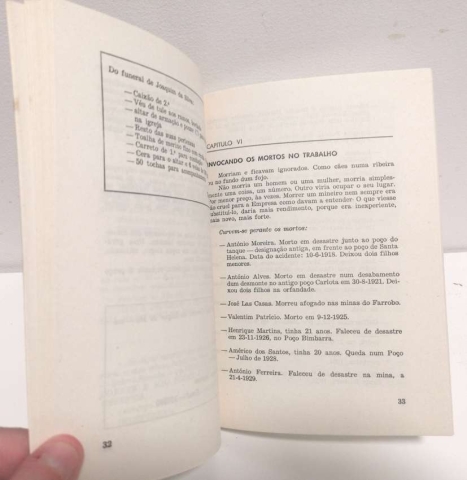 Do funeral de Joaquim da Silva:
— Caixão de 2.ª
— Véu de tule
— altar de armação e
na igreja
— Resto das suas
— Toalha de
— Carreto de 1.ª para
— Cera para o altar e 8
— 50 tochas para
32
CAPÍTULO VI
INVOCANDO OS MORTOS NO TRABALHO
Morriam e ficavam ignorados. Como cães numa ribeira
ou no fundo dum fojo.
Não morria um homem ou uma mulher, morria simples-
mente uma coisa, um número. Outro viria ocupar o seu lugar.
Por menor preço, às vezes. Morrer um mineiro nem sempre era
tão cruel para a Empresa como davam a entender. O que viesse
substituí-lo, daria mais rendimento, porque era inexperiente,
mais novo, mais forte.
Curvem-se perante os mortos:
— António Moreira. Morto em desastre junto ao poço do
tanque — designação antiga, em frente ao poço de Santa
Helena. Data do acidente: 10-6-1915. Deixou dois filhos
menores.
— António Alves. Morto em desastre num desabamento
dum desmonte no antigo poço Carlota em 30-8-1921. Dei-
xou dois filhos na orfandade.
— José Las Casas. Morreu afogado nas minas do Farrobo.
— Valentim Patrício. Morto em 9-12-1925.
— Henrique Martins, tinha 21 anos. Faleceu de desastre
em 25-11-1926, no Poço Bimbarra.
— Américo dos Santos, tinha 20 anos. Queda num Poço
— Julho de 1928.
— António Ferreira. Faleceu de desastre na mina, a
21-4-1929.
33